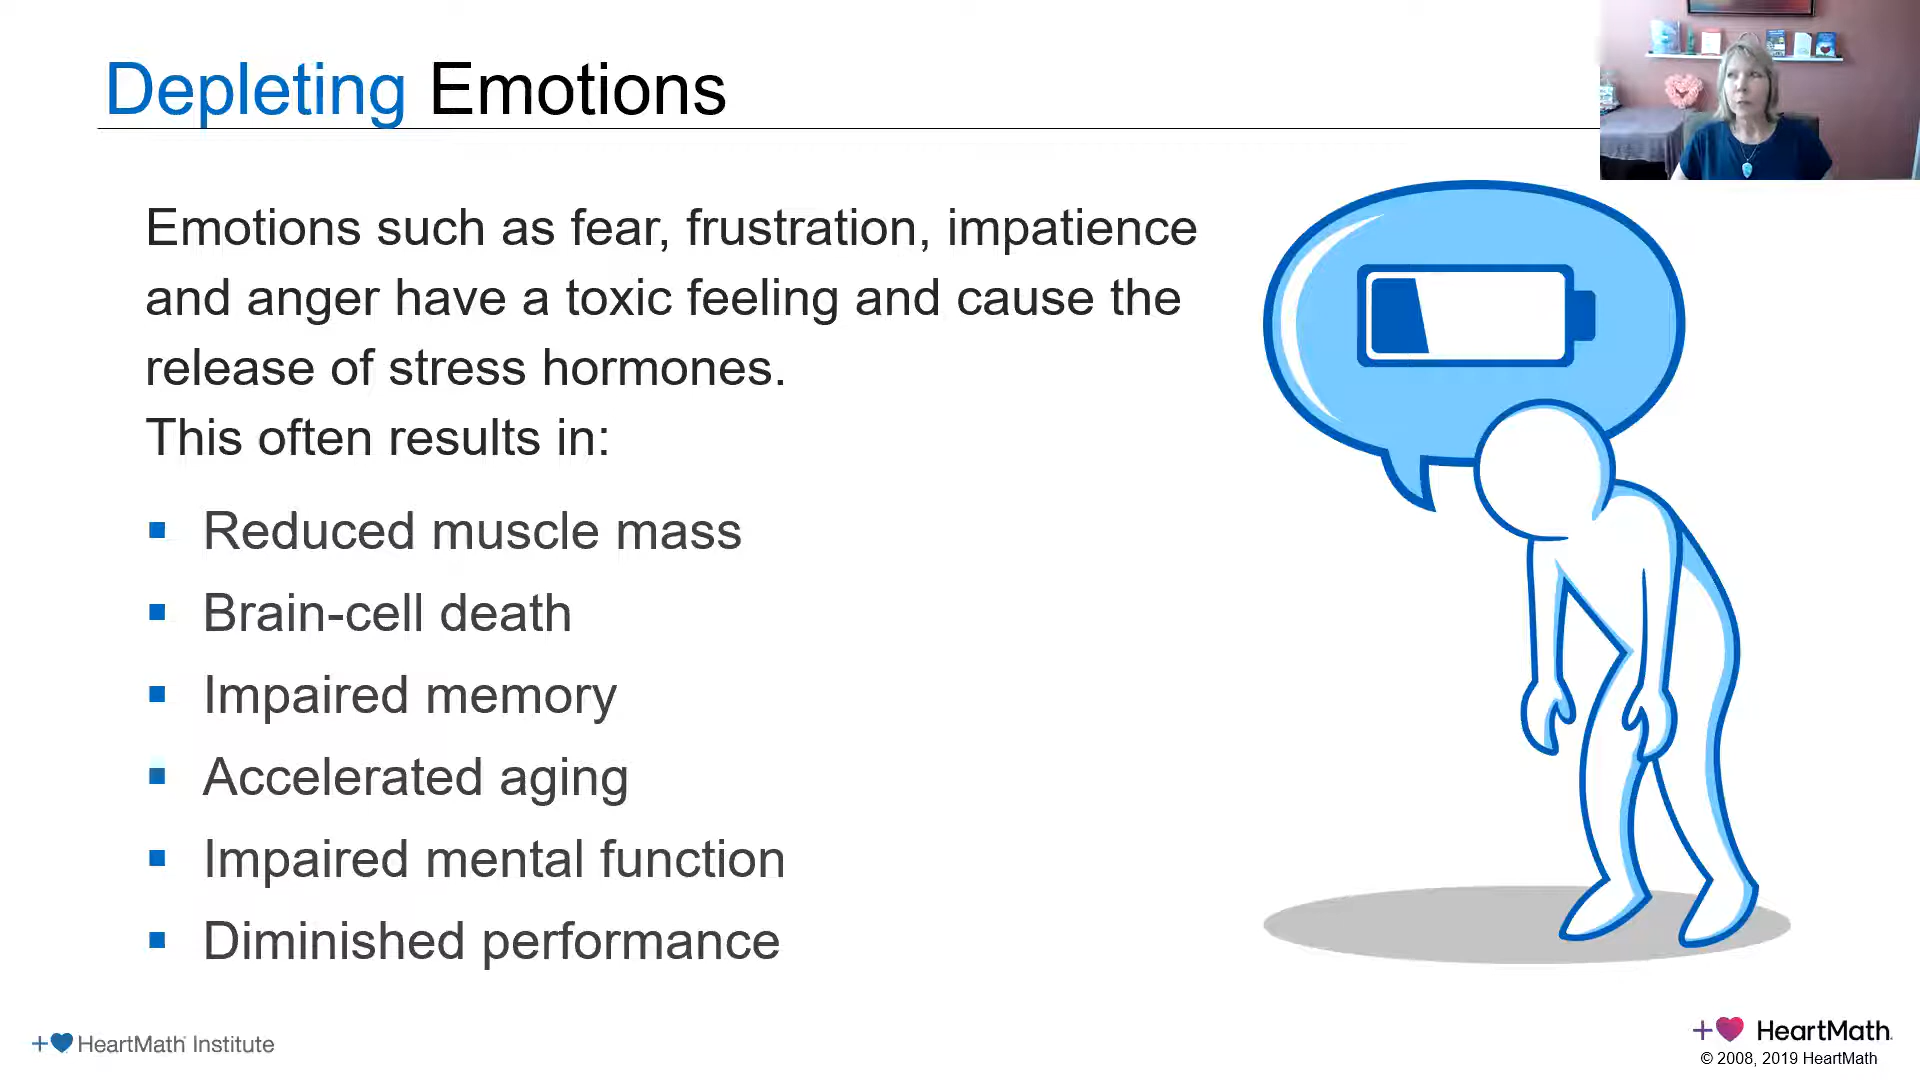 Depleting Emotions
Emotions such as fear, frustration, impatience
and anger have a toxic feeling and cause the
release of stress hormones.
This often results in:
▪ Reduced muscle mass
▪ Brain-cell death
▪ Impaired memory
▪ Accelerated aging
▪ Impaired mental function
▪ Diminished performance
HeartMath Institute
HeartMath
© 2008, 2019 HeartMath